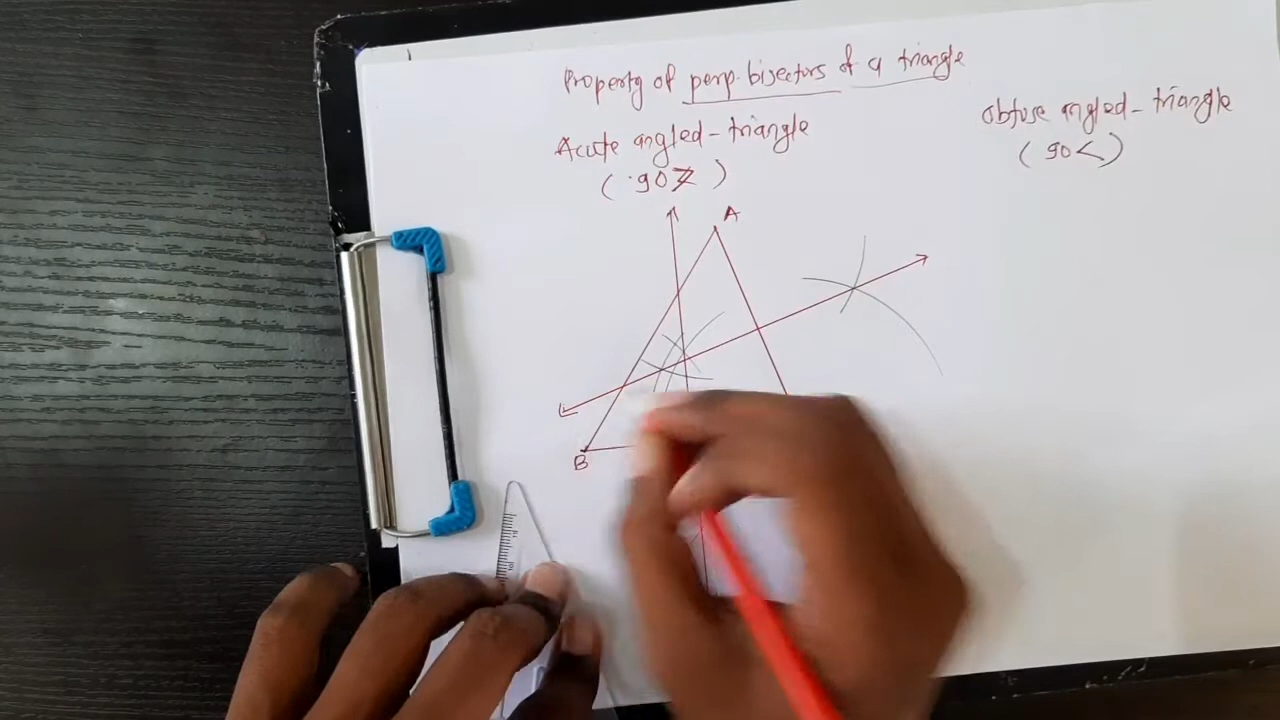 Property of perp. bisectors of a triangle
Acute angled-triangle
( 90> )
Obtuse angled-triangle
( 90< )
A
B